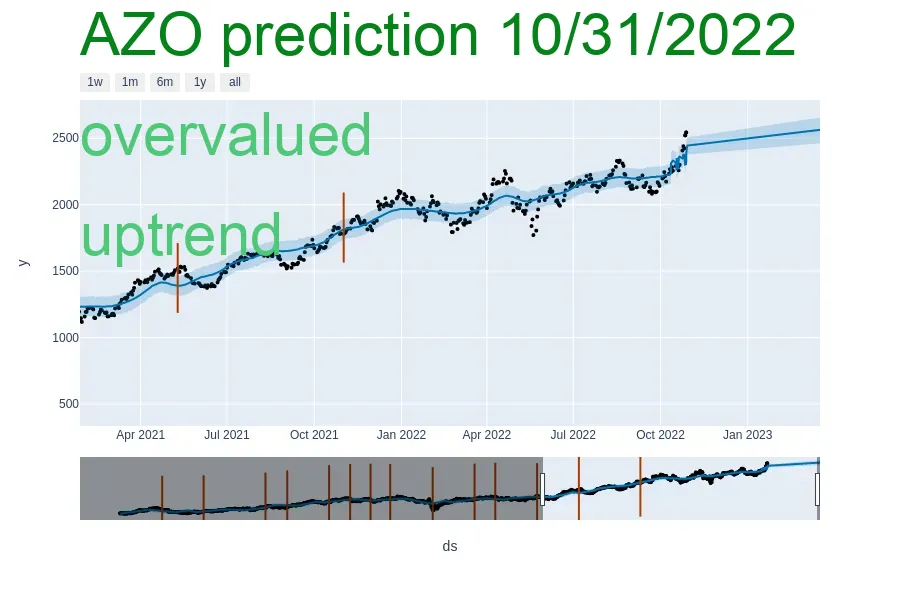 AZO prediction 10/31/2022
1w 1m 6m 1y all
overvalued
uptrend
2500
2000
1500
1000
500
y
Apr 2021 Jul 2021 Oct 2021 Jan 2022 Apr 2022 Jul 2022 Oct 2022 Jan 2023
ds